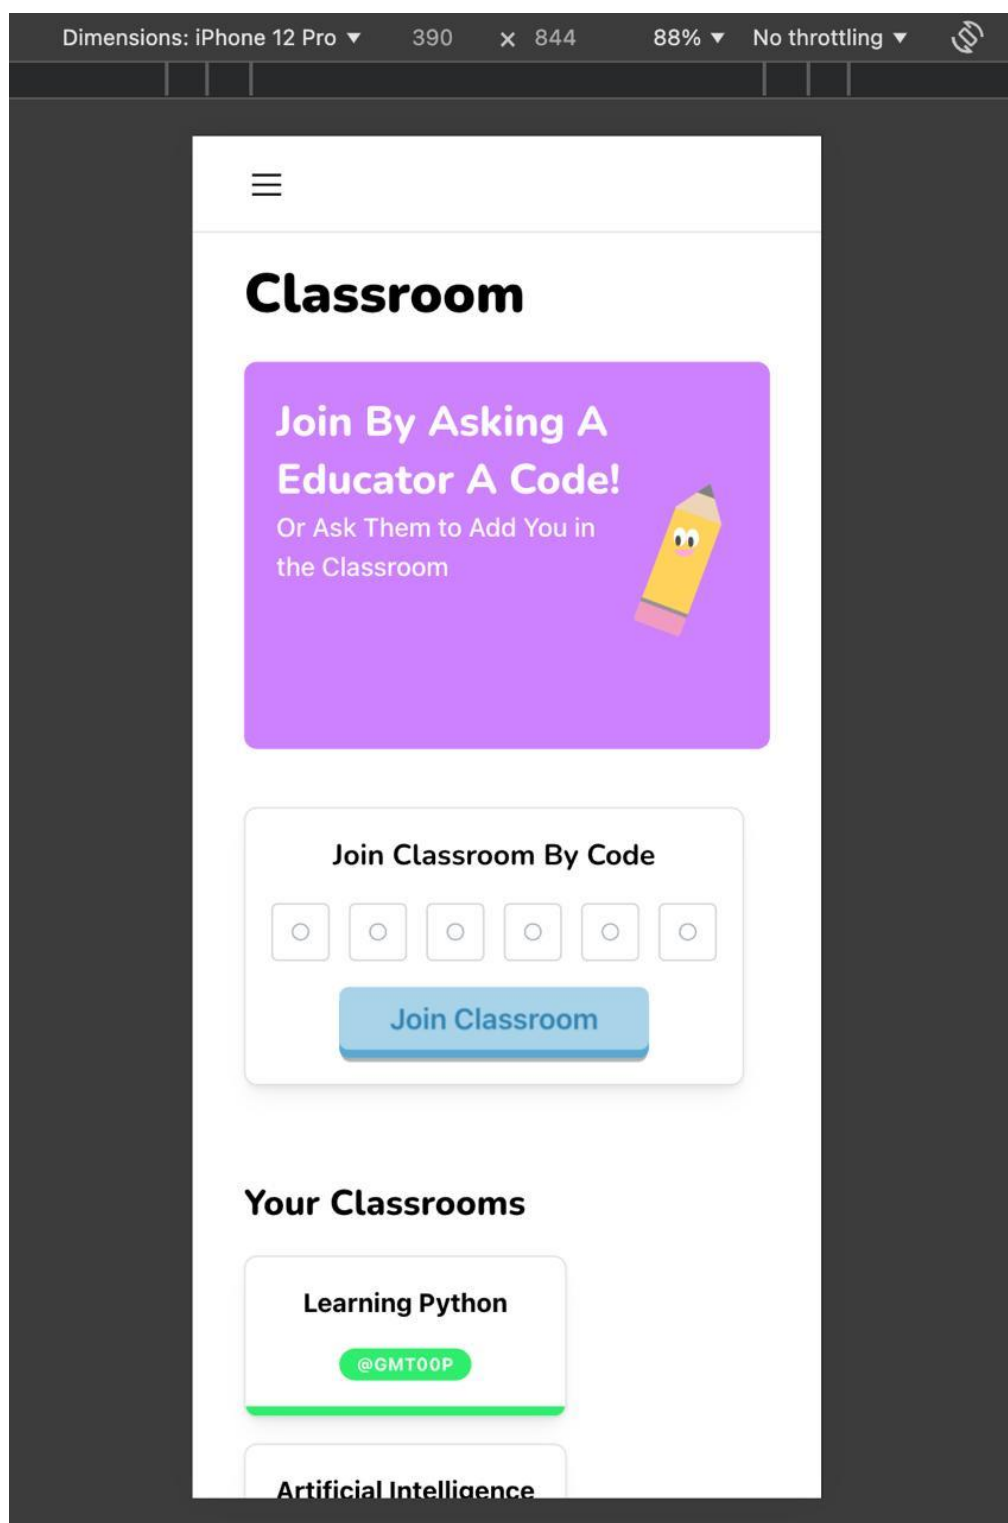 Dimensions: iPhone 12 Pro ▼ 390 × 844 88% ▼ No throttling ▼
Classroom
Join By Asking A
Educator A Code!
Or Ask Them to Add You in
the Classroom
Join Classroom By Code
Join Classroom
Your Classrooms
Learning Python
@GMT00P
Artificial Intelligence